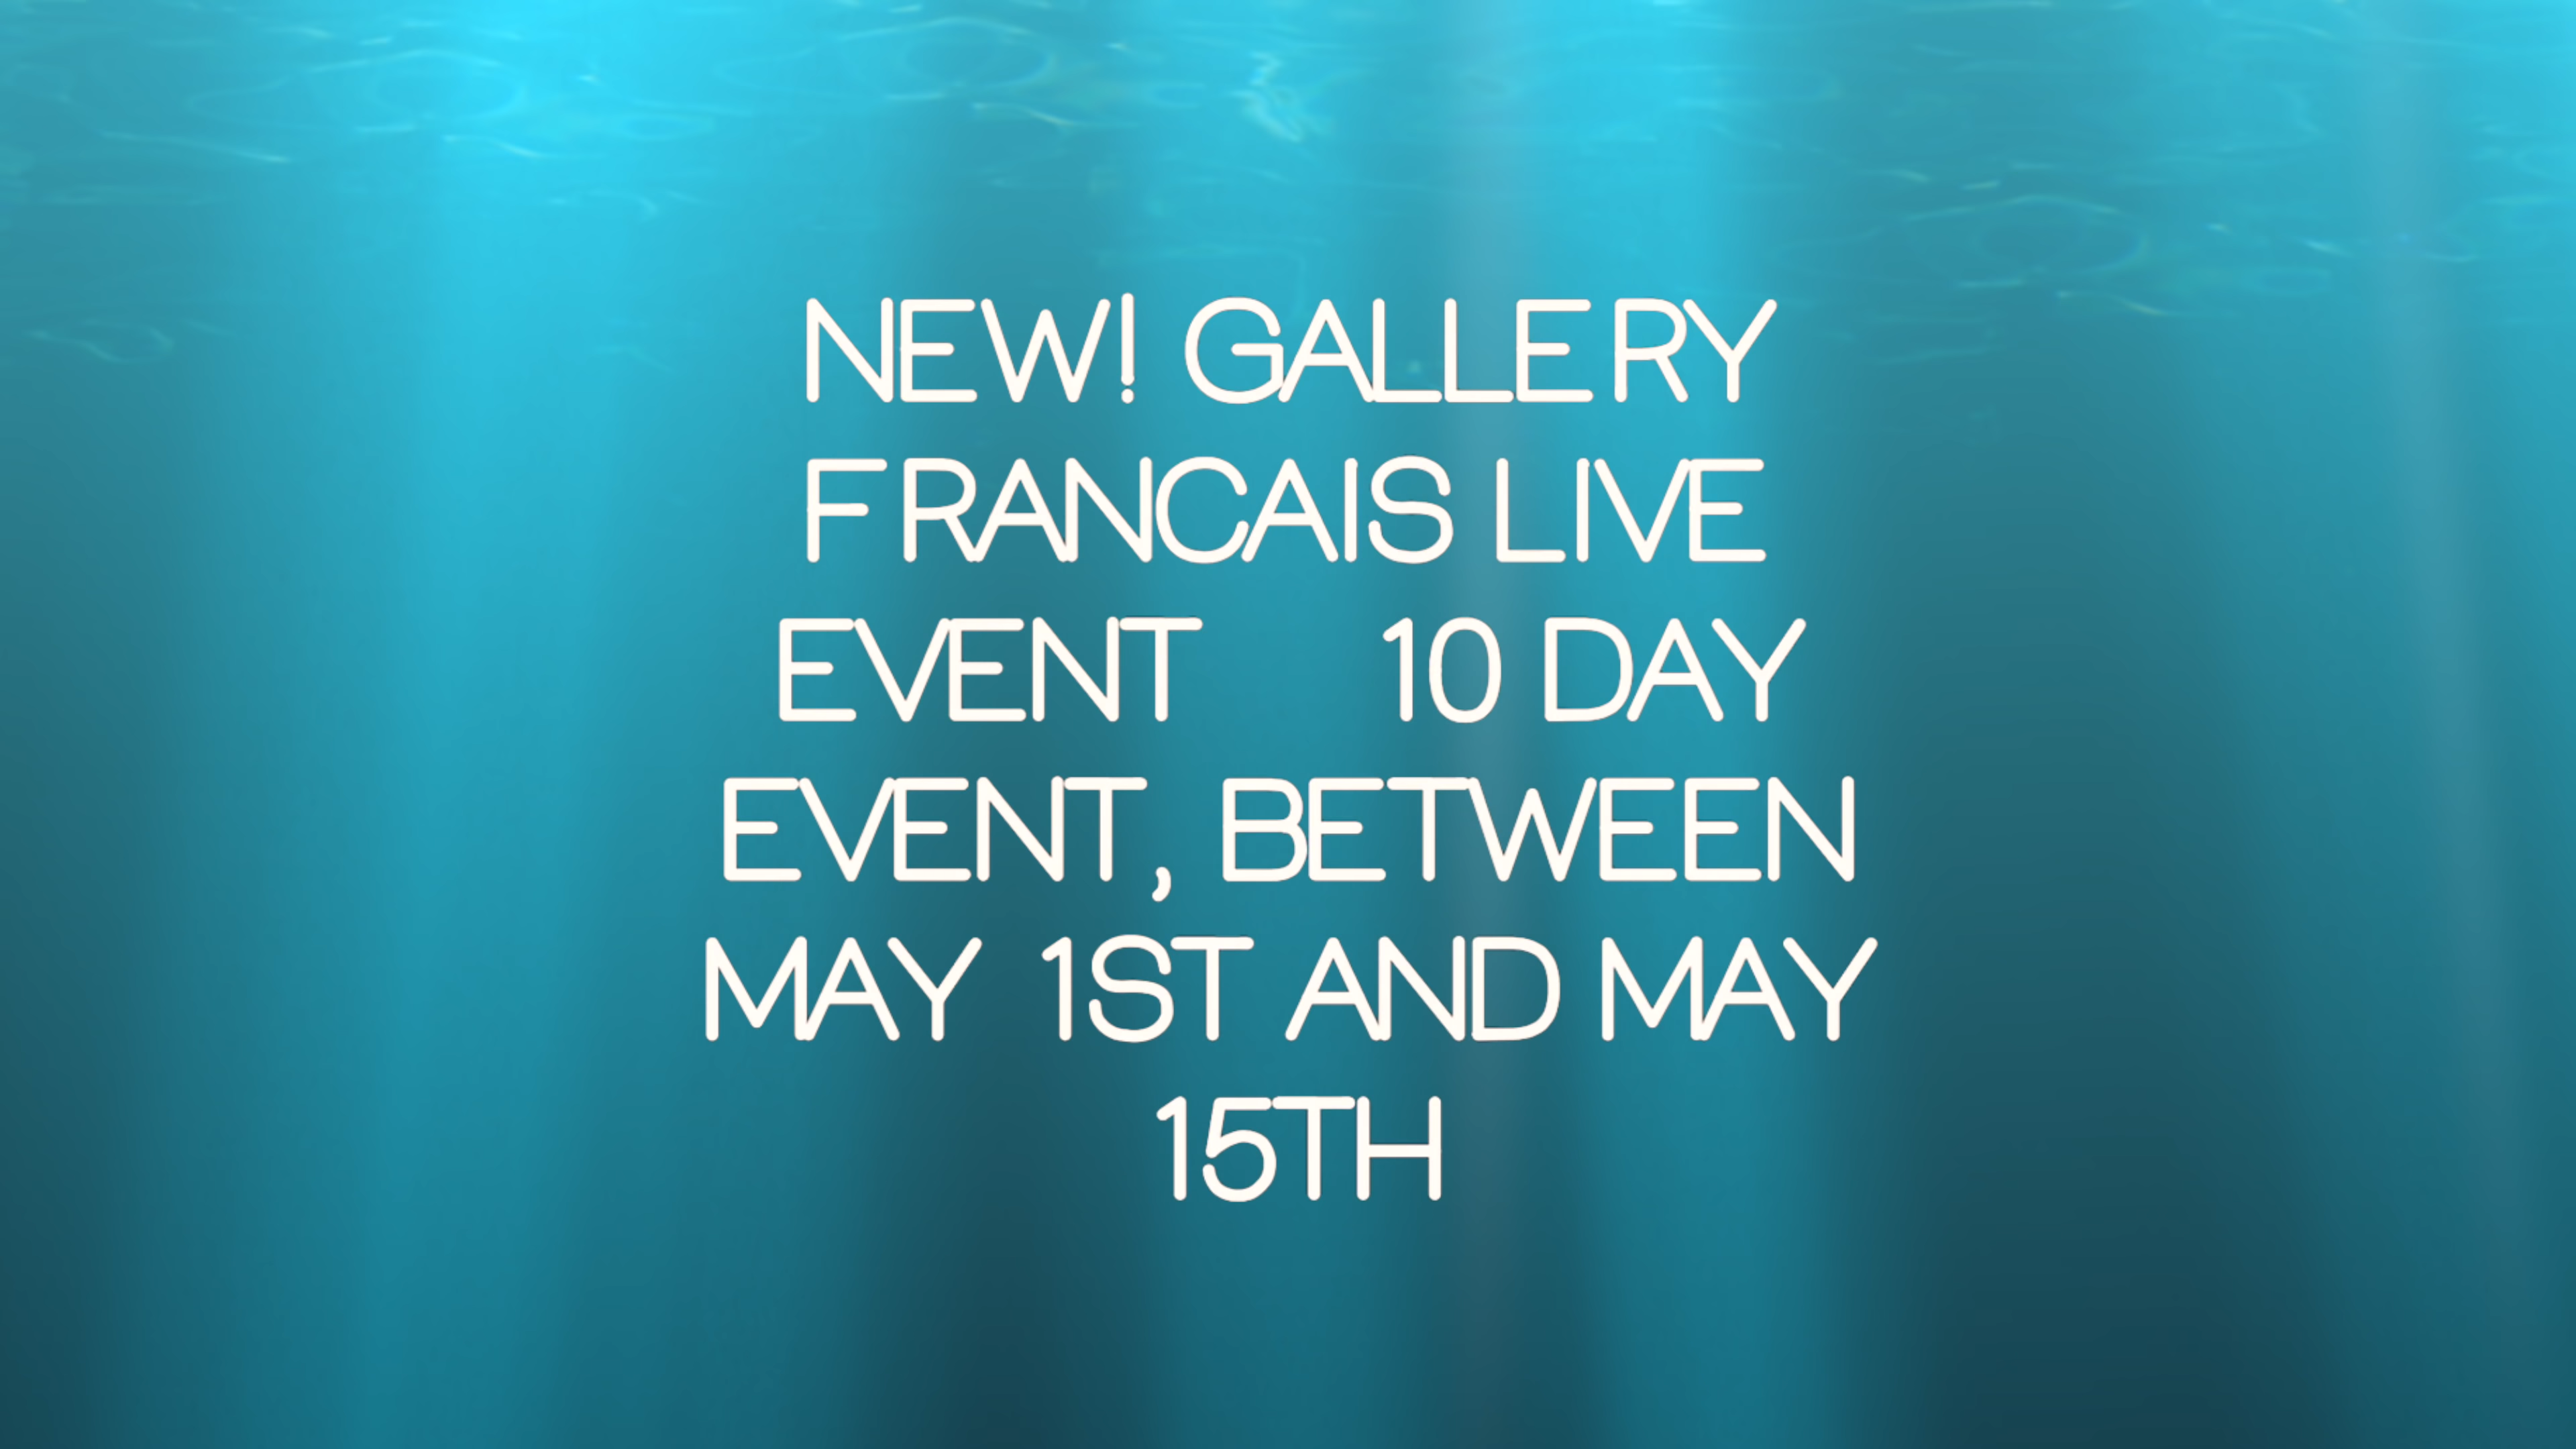 NEW! GALLERY
FRANCAIS LIVE
EVENT 10 DAY
EVENT, BETWEEN
MAY 1ST AND MAY
15TH